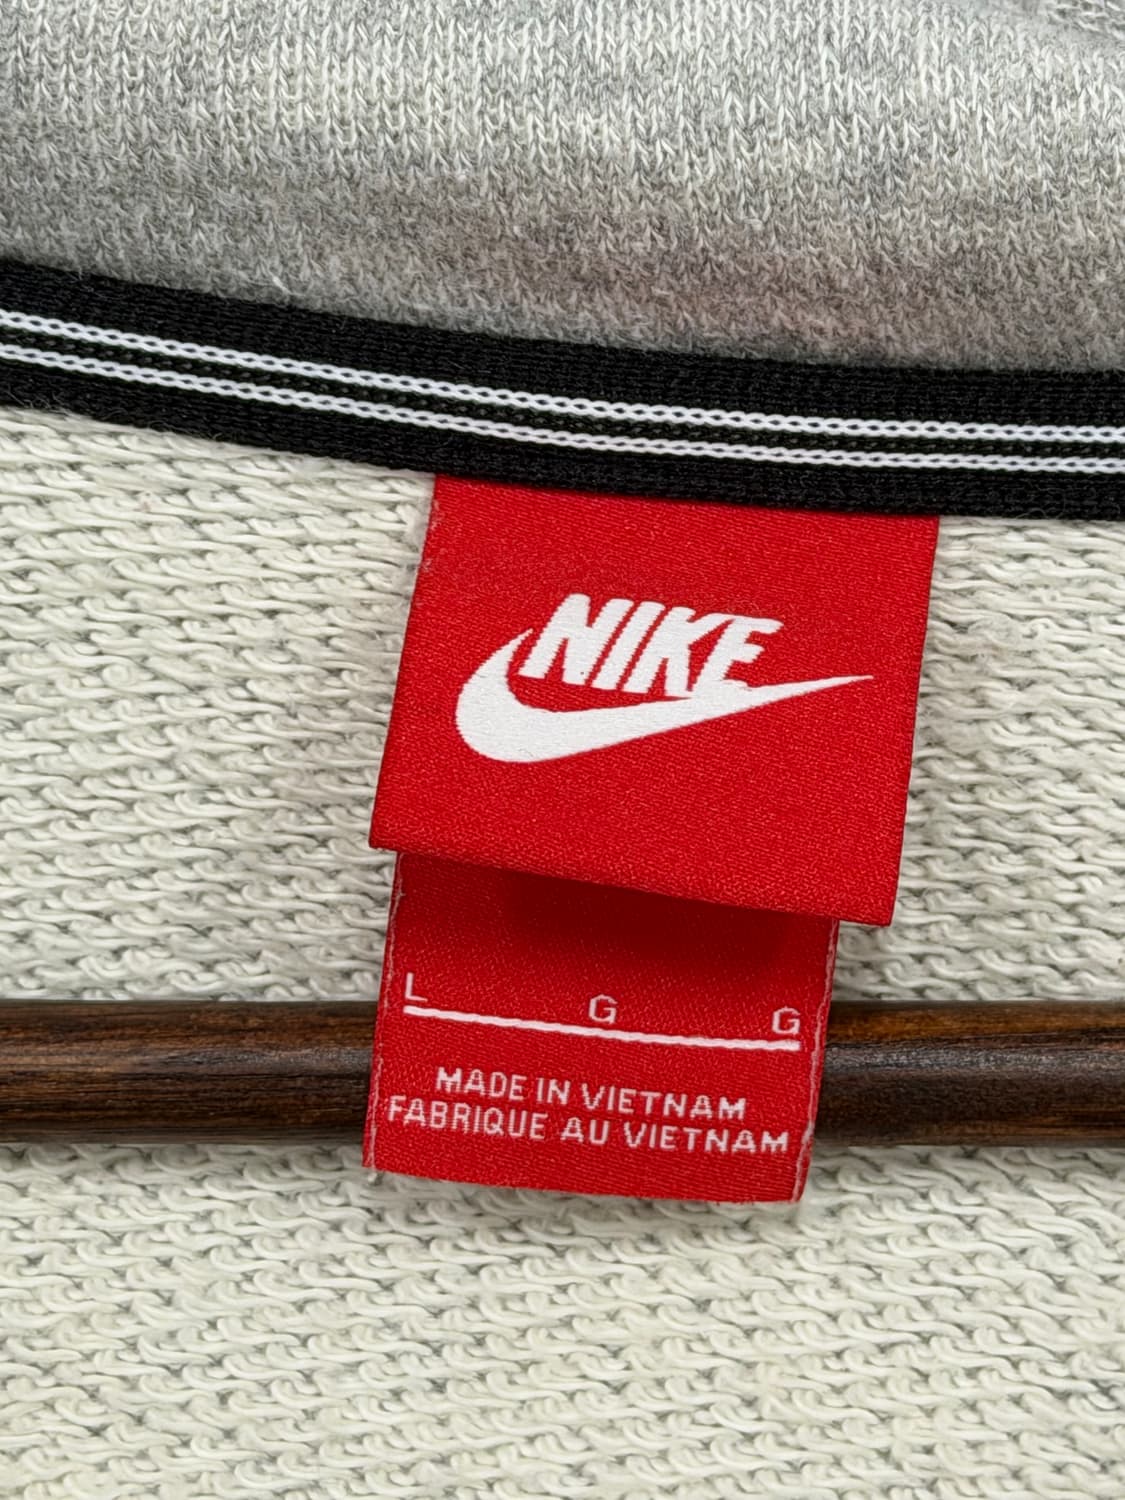 NIKE
L G G
MADE IN VIETNAM
FABRIQUE AU VIETNAM